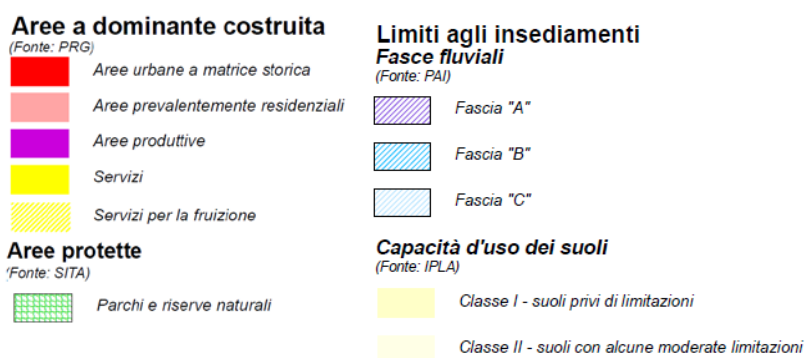 Aree a dominante costruita
(Fonte: PRG)
Aree urbane a matrice storica
Aree prevalentemente residenziali
Aree produttive
Servizi
Servizi per la fruizione
Aree protette
(Fonte: SITA)
Parchi e riserve naturali
Limiti agli insediamenti
Fasce fluviali
(Fonte: PAI)
Fascia "A"
Fascia "B"
Fascia "C"
Capacità d'uso dei suoli
(Fonte: IPLA)
Classe I - suoli privi di limitazioni
Classe II - suoli con alcune moderate limitazioni